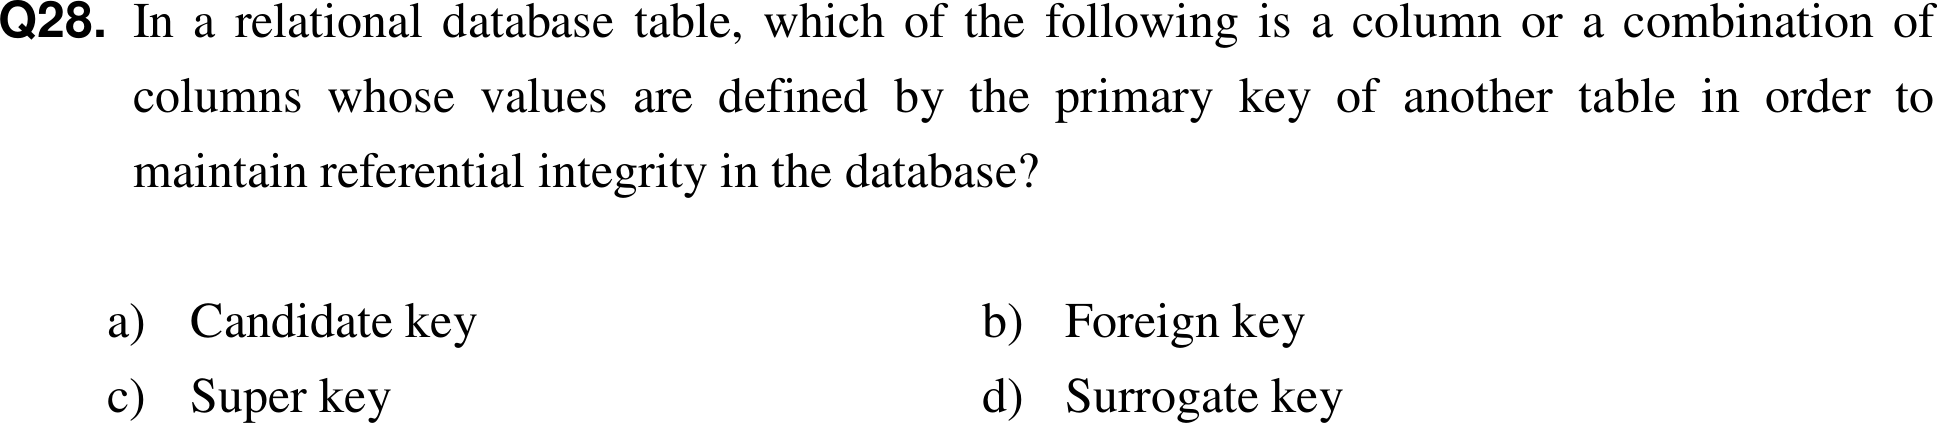 Q28. In a relational database table, which of the following is a column or a combination of
columns whose values are defined by the primary key of another table in order to
maintain referential integrity in the database?
a) Candidate key b) Foreign key
c) Super key d) Surrogate key